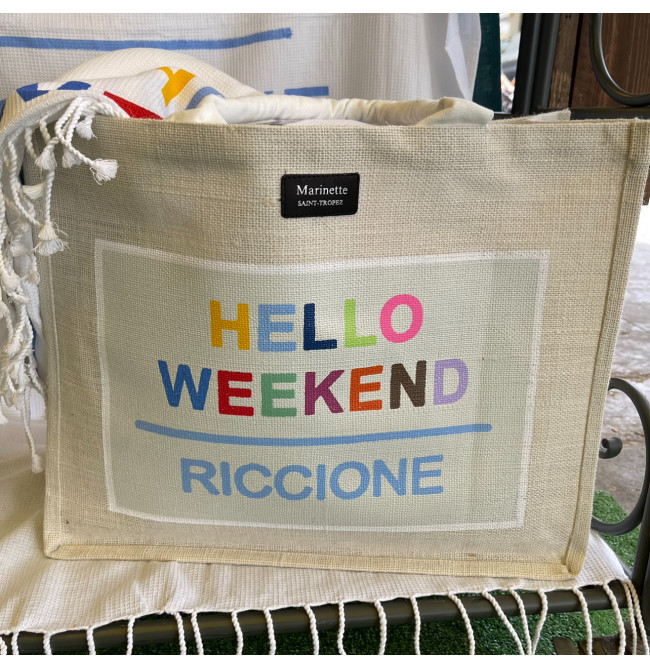 Marinette
SAINT-TROPEZ
HELLO
WEEKEND
RICCIONE